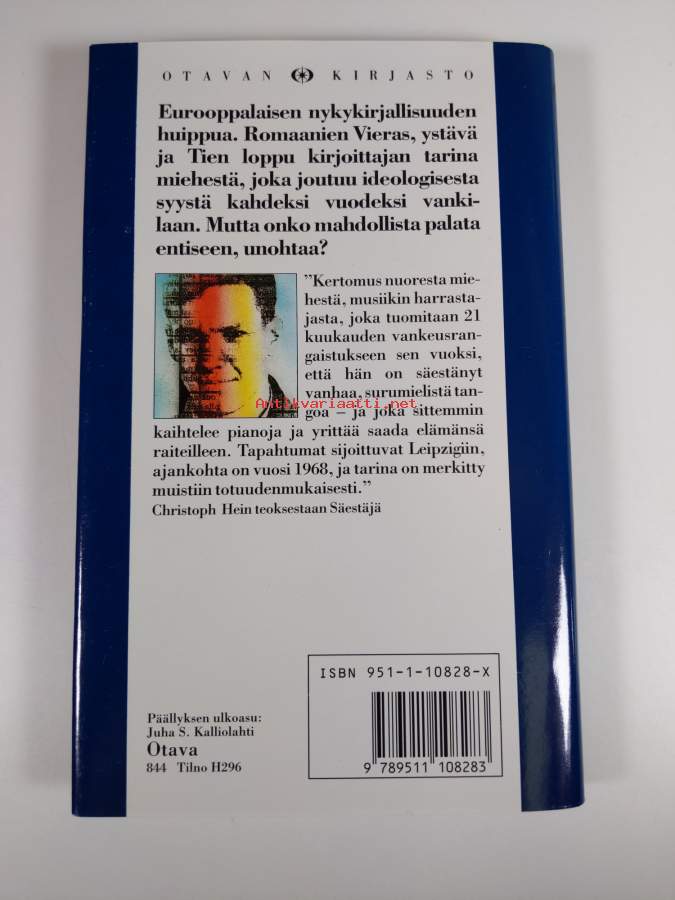 OTAVAN KIRJASTO
Eurooppalaisen nykykirjallisuuden
huippua. Romaanien Vieras, ystävä
ja Tien loppu kirjoittajan tarina
miehestä, joka joutuu ideologisesta
syystä kahdeksi vuodeksi vanki-
laan. Mutta onko mahdollista palata
entiseen, unohtaa?
”Kertomus nuoresta mie-
hestä, musiikin harrasta-
jasta, joka tuomitaan 21
kuukauden vankeusran-
gaistukseen sen vuoksi,
että hän on säestänyt
vanhaa, surumielistä tan-
Antikvariaatti.net
goa – ja joka sittemmin
kaihtelee pianoja ja yrittää saada elämänsä
raiteilleen. Tapahtumat sijoittuvat Leipzigiin,
ajankohta on vuosi 1968, ja tarina on merkitty
muistiin totuudenmukaisesti.”
Christoph Hein teoksestaan Säestäjä
ISBN 951-1-10828-X
9 789511 108283
Päällyksen ulkoasu:
Juha S. Kalliolahti
Otava
844 Tilno H296